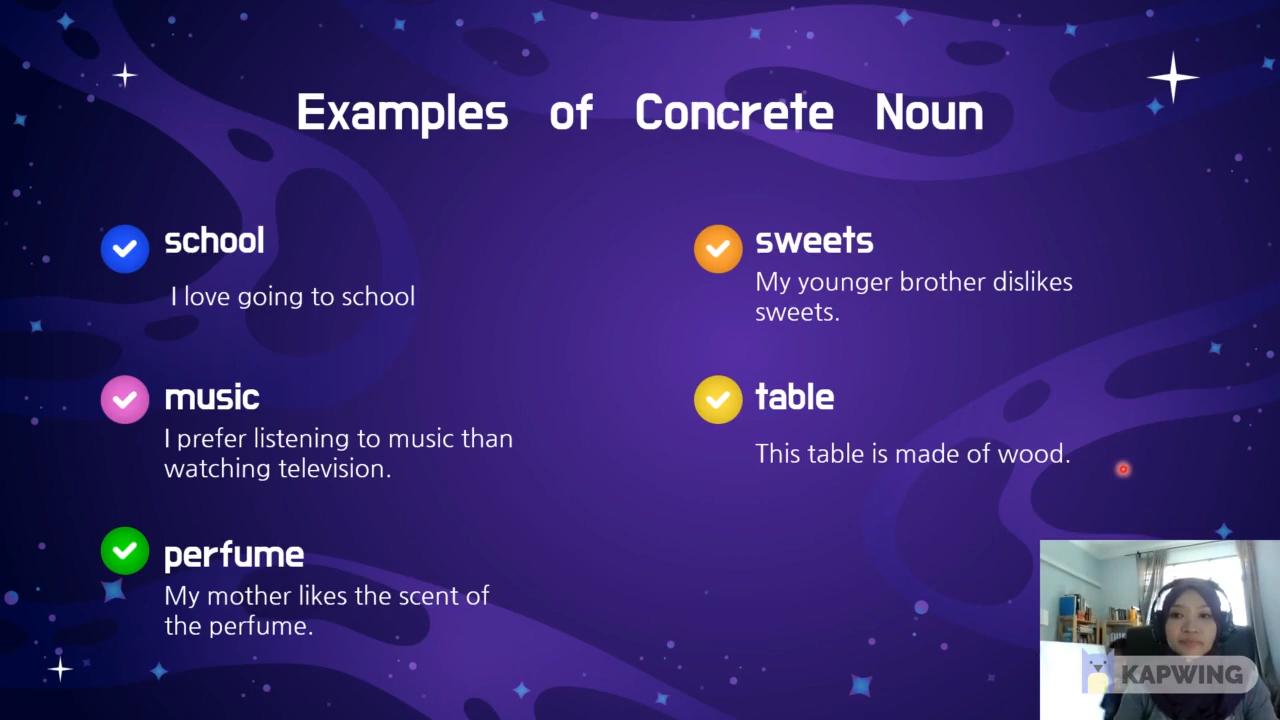 Examples of Concrete Noun
school
I love going to school
music
I prefer listening to music than
watching television.
perfume
My mother likes the scent of
the perfume.
sweets
My younger brother dislikes
sweets.
table
This table is made of wood.
KAPWING